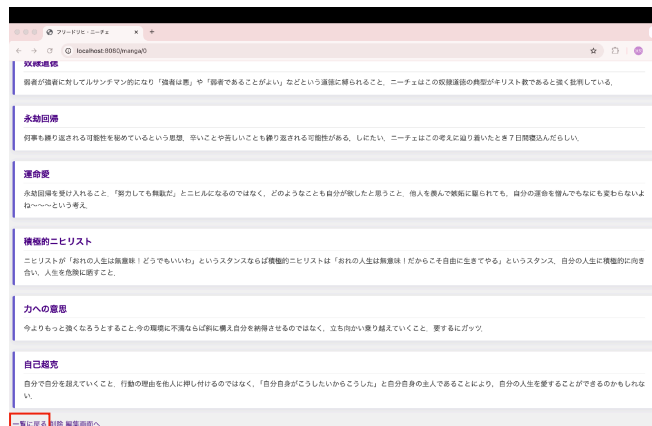 フリードリヒ・ニーチェ
localhost:8080/manga/0
奴隷道徳
弱者が強者に対してルサンチマン的になり「強者は悪」や「弱者であることがよい」などという道徳に縛られること。ニーチェはこの奴隷道徳の典型がキリスト教であると強く批判している。
永劫回帰
何事も繰り返される可能性を秘めているという思想。辛いことや苦しいことも繰り返される可能性がある。しにたい。ニーチェはこの考えに辿り着いたとき7日間寝込んだらしい。
運命愛
永劫回帰を受け入れること。「努力しても無駄だ」とニヒルになるのではなく、どのようなことも自分が欲したと思うこと。他人を羨んで嫉妬に駆られても、自分の運命を憎んでもなにも変わらないよ
ね〜〜〜という考え。
積極的ニヒリスト
ニヒリストが「おれの人生は無意味！どうでもいいわ」というスタンスならば積極的ニヒリストは「おれの人生は無意味！だからこそ自由に生きてやる」というスタンス。自分の人生に積極的に向き
合い、人生を危険に晒すこと。
力への意思
今よりもっと強くなろうとすること.今の環境に不満ならば斜に構え自分を納得させるのではなく、立ち向かい乗り越えていくこと。要するにガッツ。
自己超克
自分で自分を超えていくこと。行動の理由を他人に押し付けるのではなく、「自分自身がこうしたいからこうした」と自分自身の主人であることにより、自分の人生を愛することができるのかもしれな
い。
一覧に戻る 削除 編集画面へ